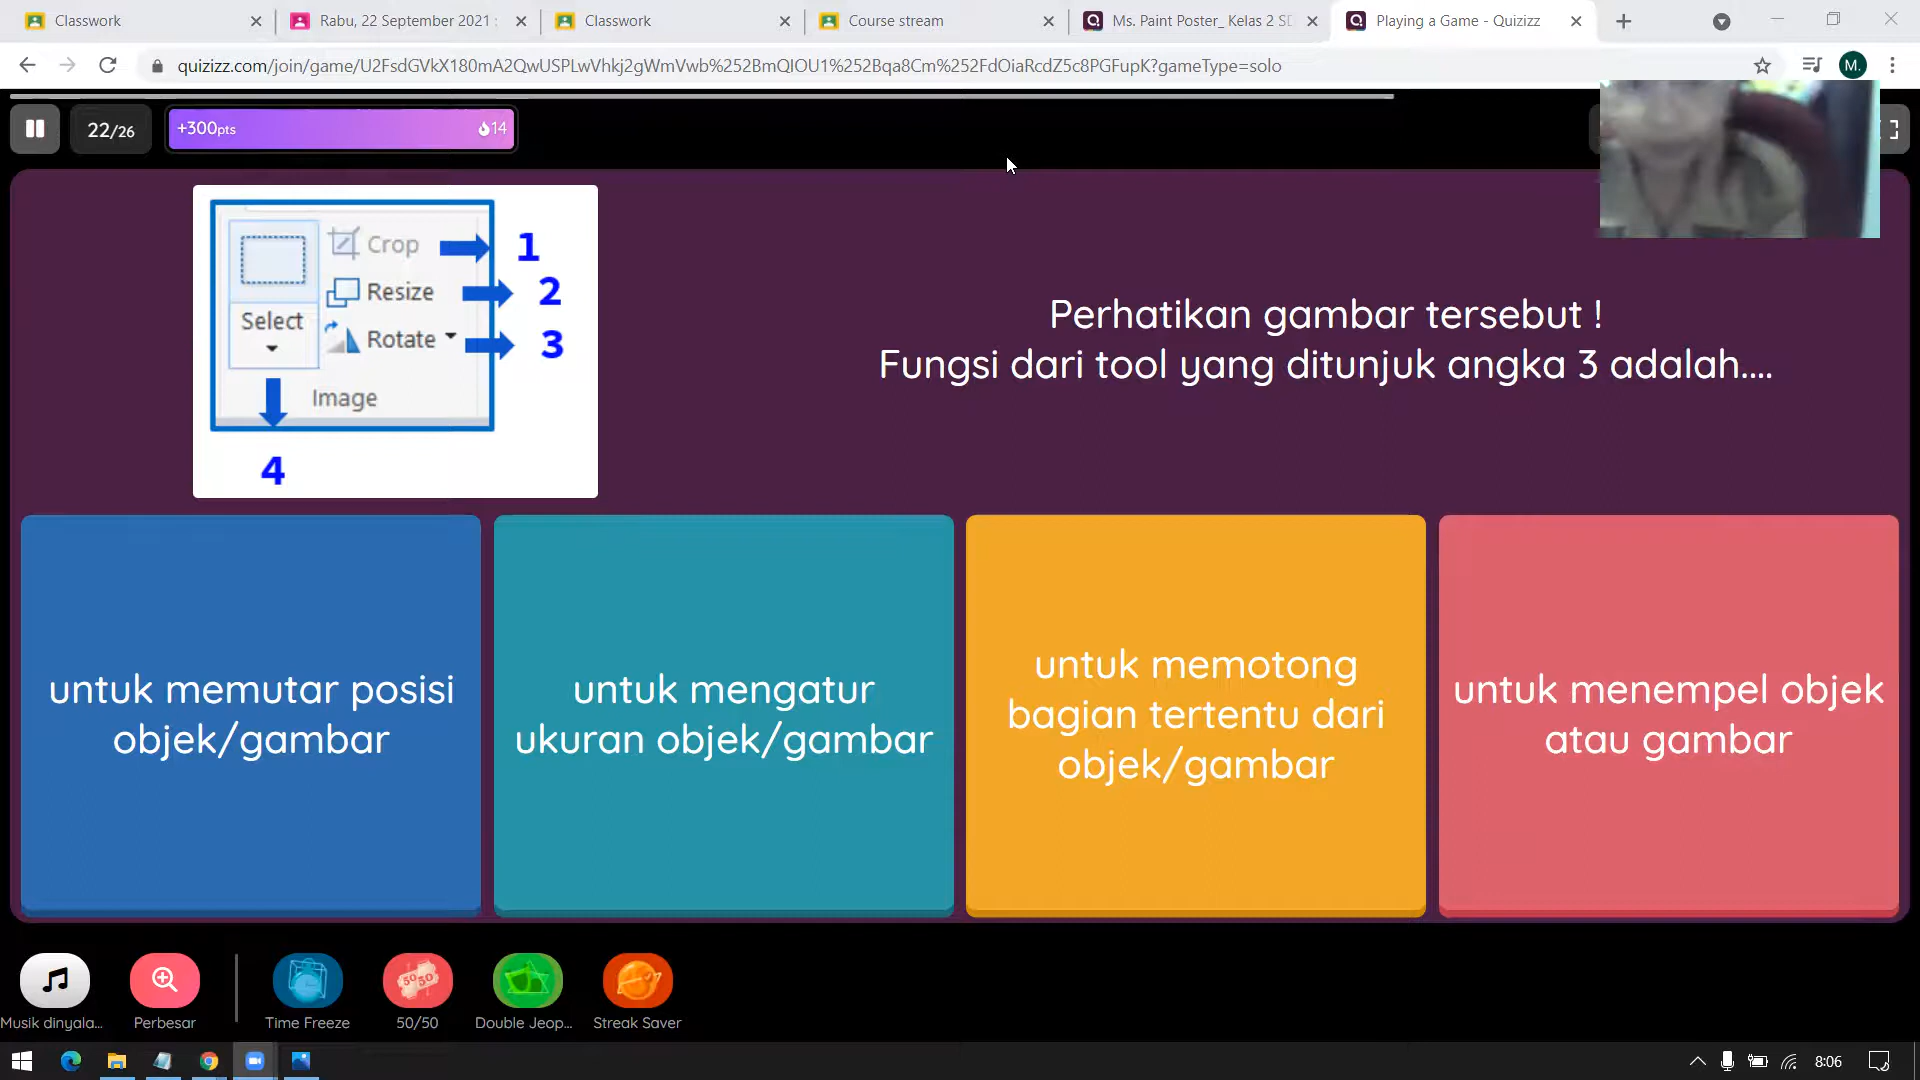 Classwork
Rabu, 22 September 2021 :
Classwork
Course stream
Ms. Paint Poster_ Kelas 2 SD
Playing a Game - Quizizz
quizizz.com/join/game/U2FsdGVkX180mA2QwUSPLwVhkj2gWmVwb%252BmQIOU1%252Bqa8Cm%252FdOiaRcdZ5c8PGFupK?gameType=solo
M.
22/26
+300pts
14
Crop
1
Resize
2
Select
Rotate
3
Image
4
Perhatikan gambar tersebut !
Fungsi dari tool yang ditunjuk angka 3 adalah....
untuk memutar posisi
objek/gambar
untuk mengatur
ukuran objek/gambar
untuk memotong
bagian tertentu dari
objek/gambar
untuk menempel objek
atau gambar
50 50
Musik dinyala...
Perbesar
Time Freeze
50/50
Double Jeop...
Streak Saver
8:06